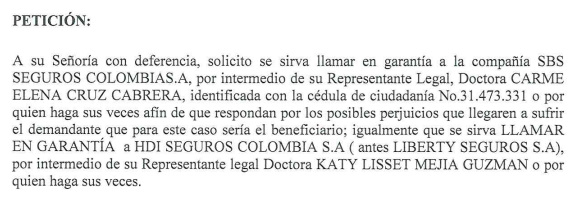 PETICIÓN:
A su Señoría con deferencia, solicito se sirva llamar en garantía a la compañía SBS
SEGUROS COLOMBIAS.A, por intermedio de su Representante Legal, Doctora CARME
ELENA CRUZ CABRERA, identificada con la cédula de ciudadanía No.31.473.331 o por
quien haga sus veces afín de que respondan por los posibles perjuicios que llegaren a sufrir
el demandante que para este caso sería el beneficiario; igualmente que se sirva LLAMAR
EN GARANTÍA a HDI SEGUROS COLOMBIA S.A ( antes LIBERTY SEGUROS S.A),
por intermedio de su Representante legal Doctora KATY LISSET MEJIA GUZMAN o por
quien haga sus veces.